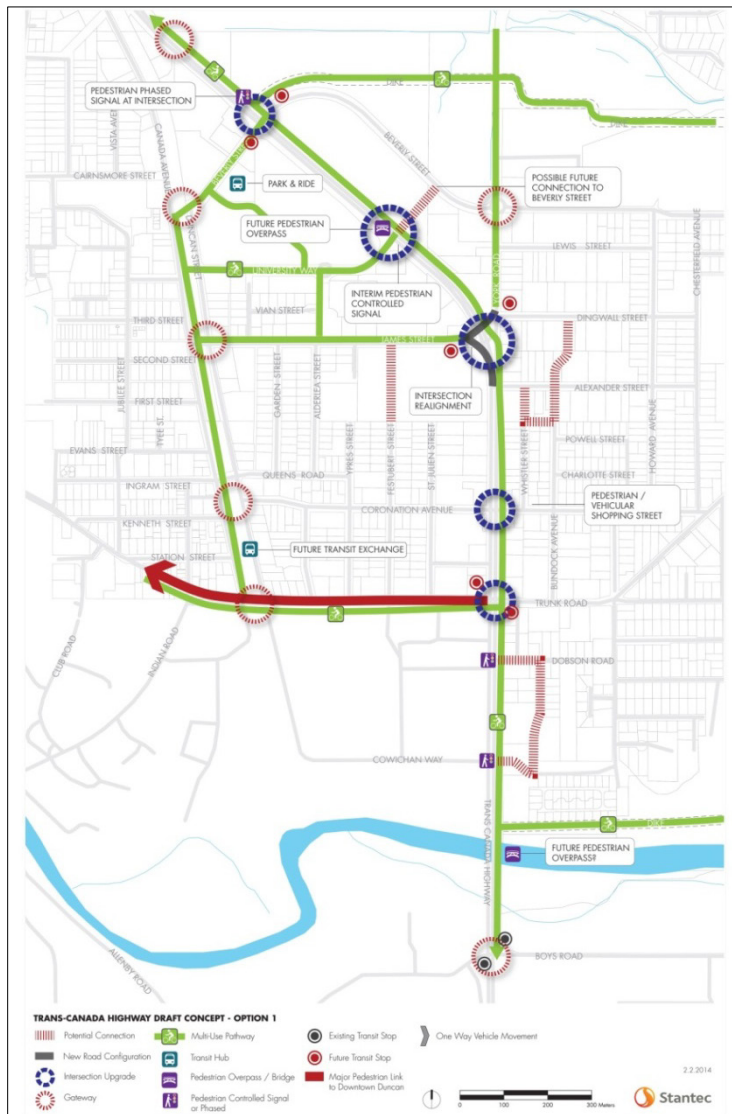 PEDESTRIAN PHASED
SIGNAL AT INTERSECTION
VISTA AVE
CANADA AVENUE
CAIRNSMORE STREET
PARK & RIDE
BEVERLY STREET
POSSIBLE FUTURE
CONNECTION TO
BEVERLY STREET
DUNCAN STREET
FUTURE PEDESTRIAN
OVERPASS
LEWIS STREET
CHESTERFIELD AVENUE
UNIVERSITY WAY
INTERIM PEDESTRIAN
CONTROLLED
SIGNAL
YORK ROAD
VIAN STREET
THIRD STREET
DINGWALL STREET
JAMES STREET
SECOND STREET
JUBILEE STREET
FIRST STREET
TYEE ST.
GARDEN STREET
ALDERLEA STREET
INTERSECTION
REALIGNMENT
ALEXANDER STREET
YPRES STREET
FESTUBERT STREET
ST. JULIEN STREET
WHISTLER STREET
POWELL STREET
HOWARD AVENUE
EVANS STREET
QUEENS ROAD
CHARLOTTE STREET
INGRAM STREET
CORONATION AVENUE
PEDESTRIAN /
VEHICULAR
SHOPPING STREET
KENNETH STREET
STATION STREET
FUTURE TRANSIT EXCHANGE
BUNDOCK AVENUE
TRUNK ROAD
CLUB ROAD
INDIAN ROAD
DOBSON ROAD
COWICHAN WAY
TRANS CANADA HIGHWAY
DIKE
FUTURE PEDESTRIAN
OVERPASS?
ALLENBY ROAD
BOYS ROAD
TRANS-CANADA HIGHWAY DRAFT CONCEPT - OPTION 1
Potential Connection
Multi-Use Pathway
Existing Transit Stop
One Way Vehicle Movement
New Road Configuration
Transit Hub
Future Transit Stop
Intersection Upgrade
Pedestrian Overpass / Bridge
Major Pedestrian Link
to Downtown Duncan
Gateway
Pedestrian Controlled Signal
or Phased
2.2.2014
0 100 200 300 Meters
Stantec